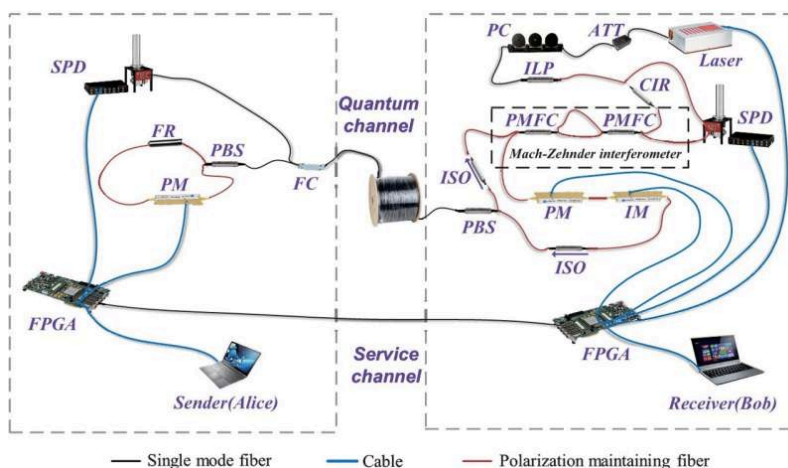 PC
ATT
Laser
SPD
ILP
CIR
Quantum
channel
PMFC
PMFC
SPD
FR
PBS
Mach-Zehnder interferometer
FC
ISO
PM
PM
IM
PBS
ISO
FPGA
FPGA
Service
channel
Sender(Alice)
Receiver(Bob)
Single mode fiber
Cable
Polarization maintaining fiber